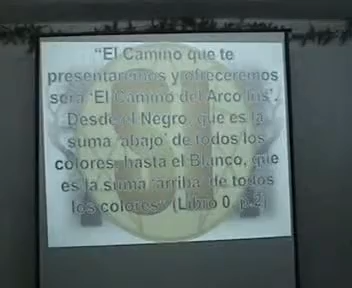 “El Camino que te
presentaremos y ofreceremos
será ‘El Camino del Arco Iris’.
Desde el Negro, que es la
suma ‘abajo’ de todos los
colores, hasta el Blanco, que
es la suma ‘arriba’ de todos
los colores” (Libro 0, p.2)